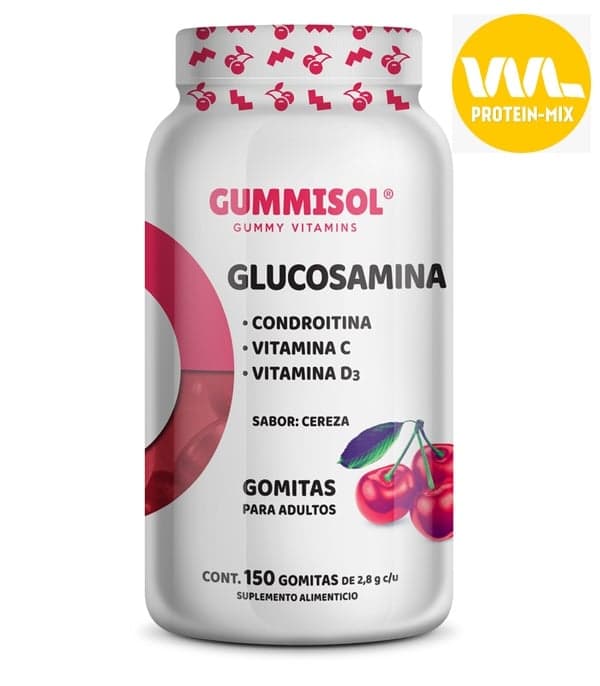 VML
PROTEIN-MIX
GUMMISOL®
GUMMY VITAMINS
GLUCOSAMINA
• CONDROITINA
• VITAMINA C
• VITAMINA D3
SABOR: CEREZA
GOMITAS
PARA ADULTOS
CONT. 150 GOMITAS DE 2,8 g c/u
SUPLEMENTO ALIMENTICIO